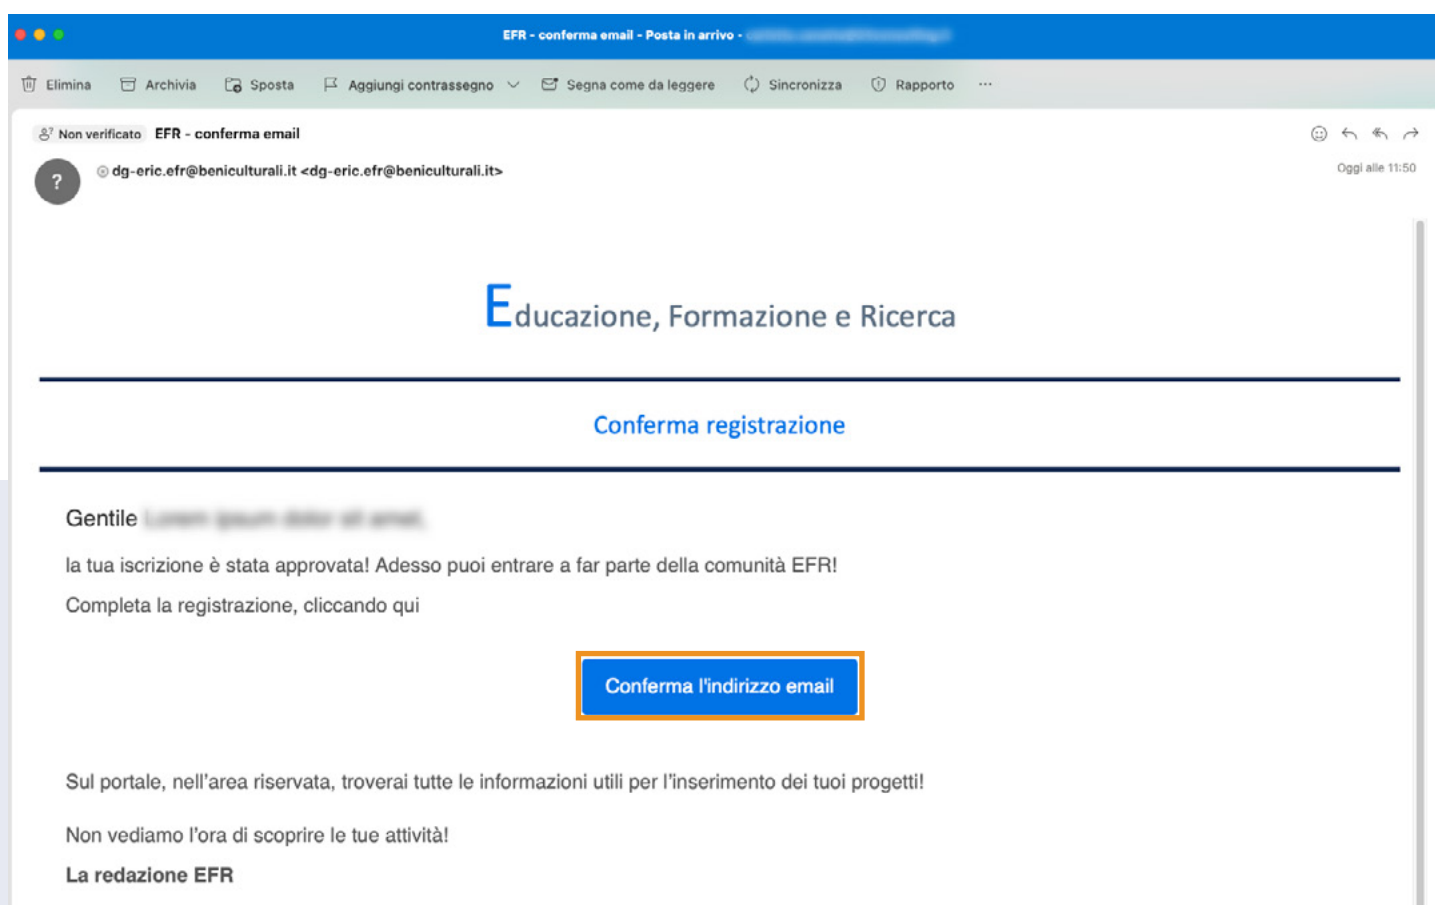 EFR - conferma email - Posta in arrivo -
Elimina Archivia Sposta Aggiungi contrassegno Segna come da leggere Sincronizza Rapporto ...
Non verificato EFR - conferma email
? dg-eric.efr@beniculturali.it <dg-eric.efr@beniculturali.it> Oggi alle 11:50
Educazione, Formazione e Ricerca
Conferma registrazione
Gentile
la tua iscrizione è stata approvata! Adesso puoi entrare a far parte della comunità EFR!
Completa la registrazione, cliccando qui
Conferma l'indirizzo email
Sul portale, nell'area riservata, troverai tutte le informazioni utili per l'inserimento dei tuoi progetti!
Non vediamo l'ora di scoprire le tue attività!
La redazione EFR